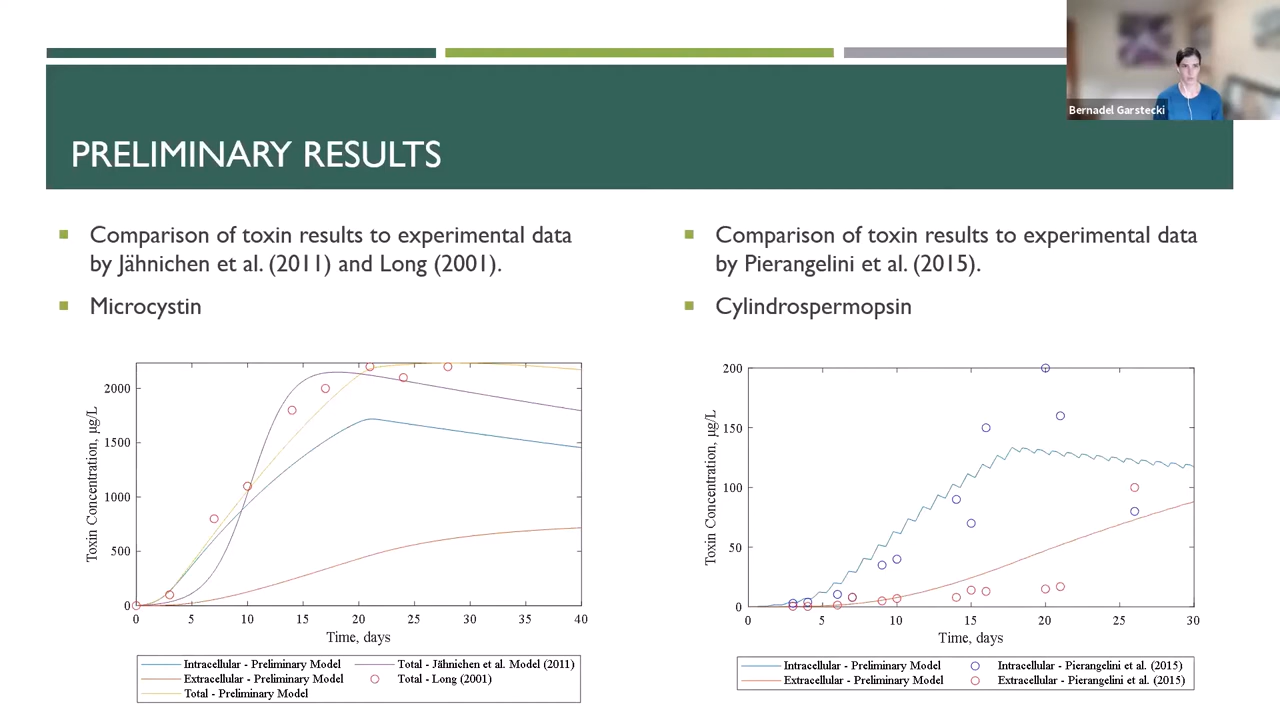 Bernadel Garstecki
PRELIMINARY RESULTS
Comparison of toxin results to experimental data
by Jähnichen et al. (2011) and Long (2001).
Microcystin
Toxin Concentration, µg/L
2000
1500
1000
500
0
0 5 10 15 20 25 30 35 40
Time, days
Intracellular - Preliminary Model
Extracellular - Preliminary Model
Total - Preliminary Model
Total - Jähnichen et al. Model (2011)
Total - Long (2001)
Comparison of toxin results to experimental data
by Pierangelini et al. (2015).
Cylindrospermopsin
Toxin Concentration, µg/L
200
150
100
50
0
0 5 10 15 20 25 30
Time, days
Intracellular - Preliminary Model
Extracellular - Preliminary Model
Intracellular - Pierangelini et al. (2015)
Extracellular - Pierangelini et al. (2015)